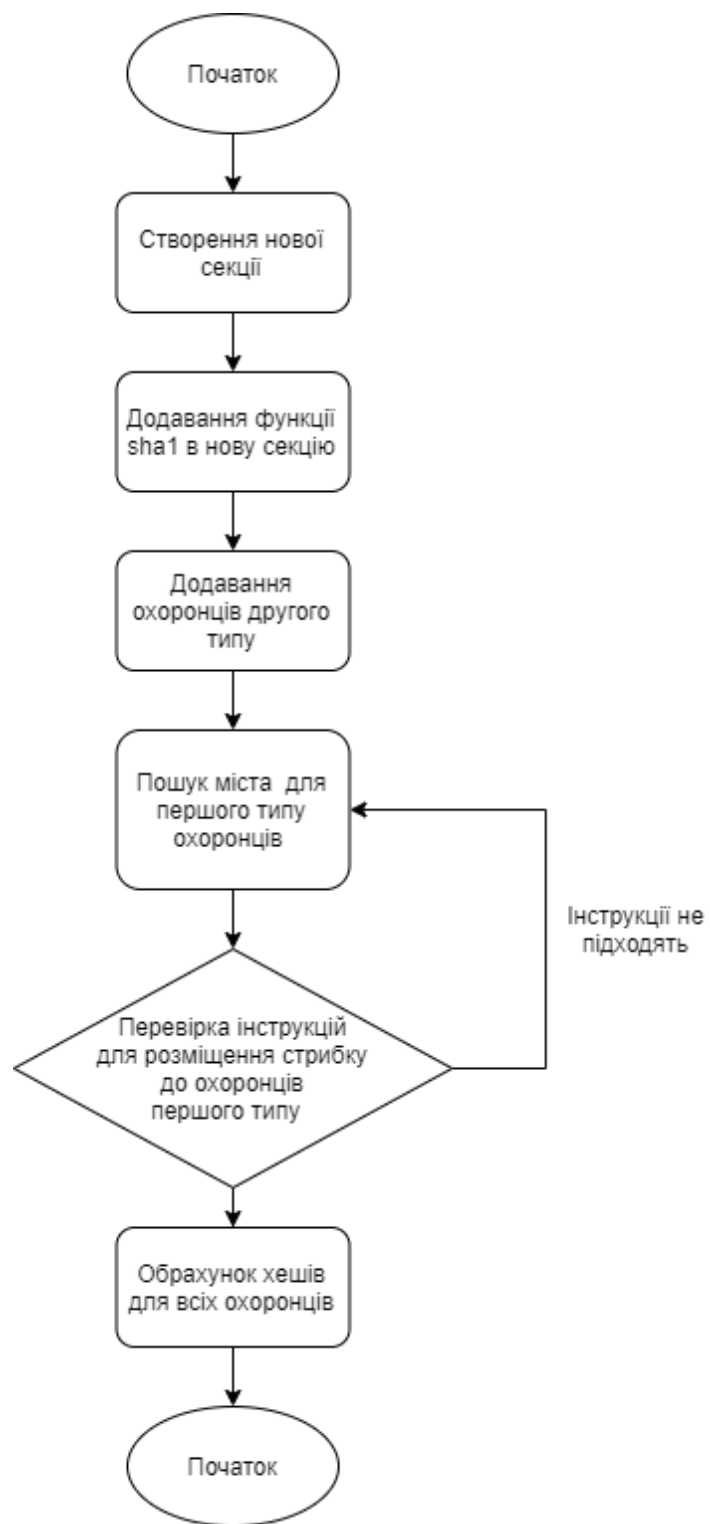 Початок
Створення нової
секції
Додавання функції
sha1 в нову секцію
Додавання
охоронців другого
типу
Пошук міста для
першого типу
охоронців
Інструкції не
підходять
Перевірка інструкцій
для розміщення стрибку
до охоронців
першого типу
Обрахунок хешів
для всіх охоронців
Початок